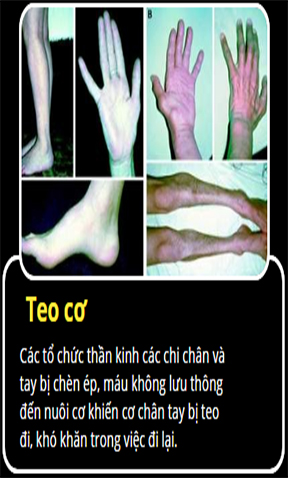 B
Teo cơ
Các tổ chức thần kinh các chi chân và
tay bị chèn ép, máu không lưu thông
đến nuôi cơ khiến cơ chân tay bị teo
đi, khó khăn trong việc đi lại.